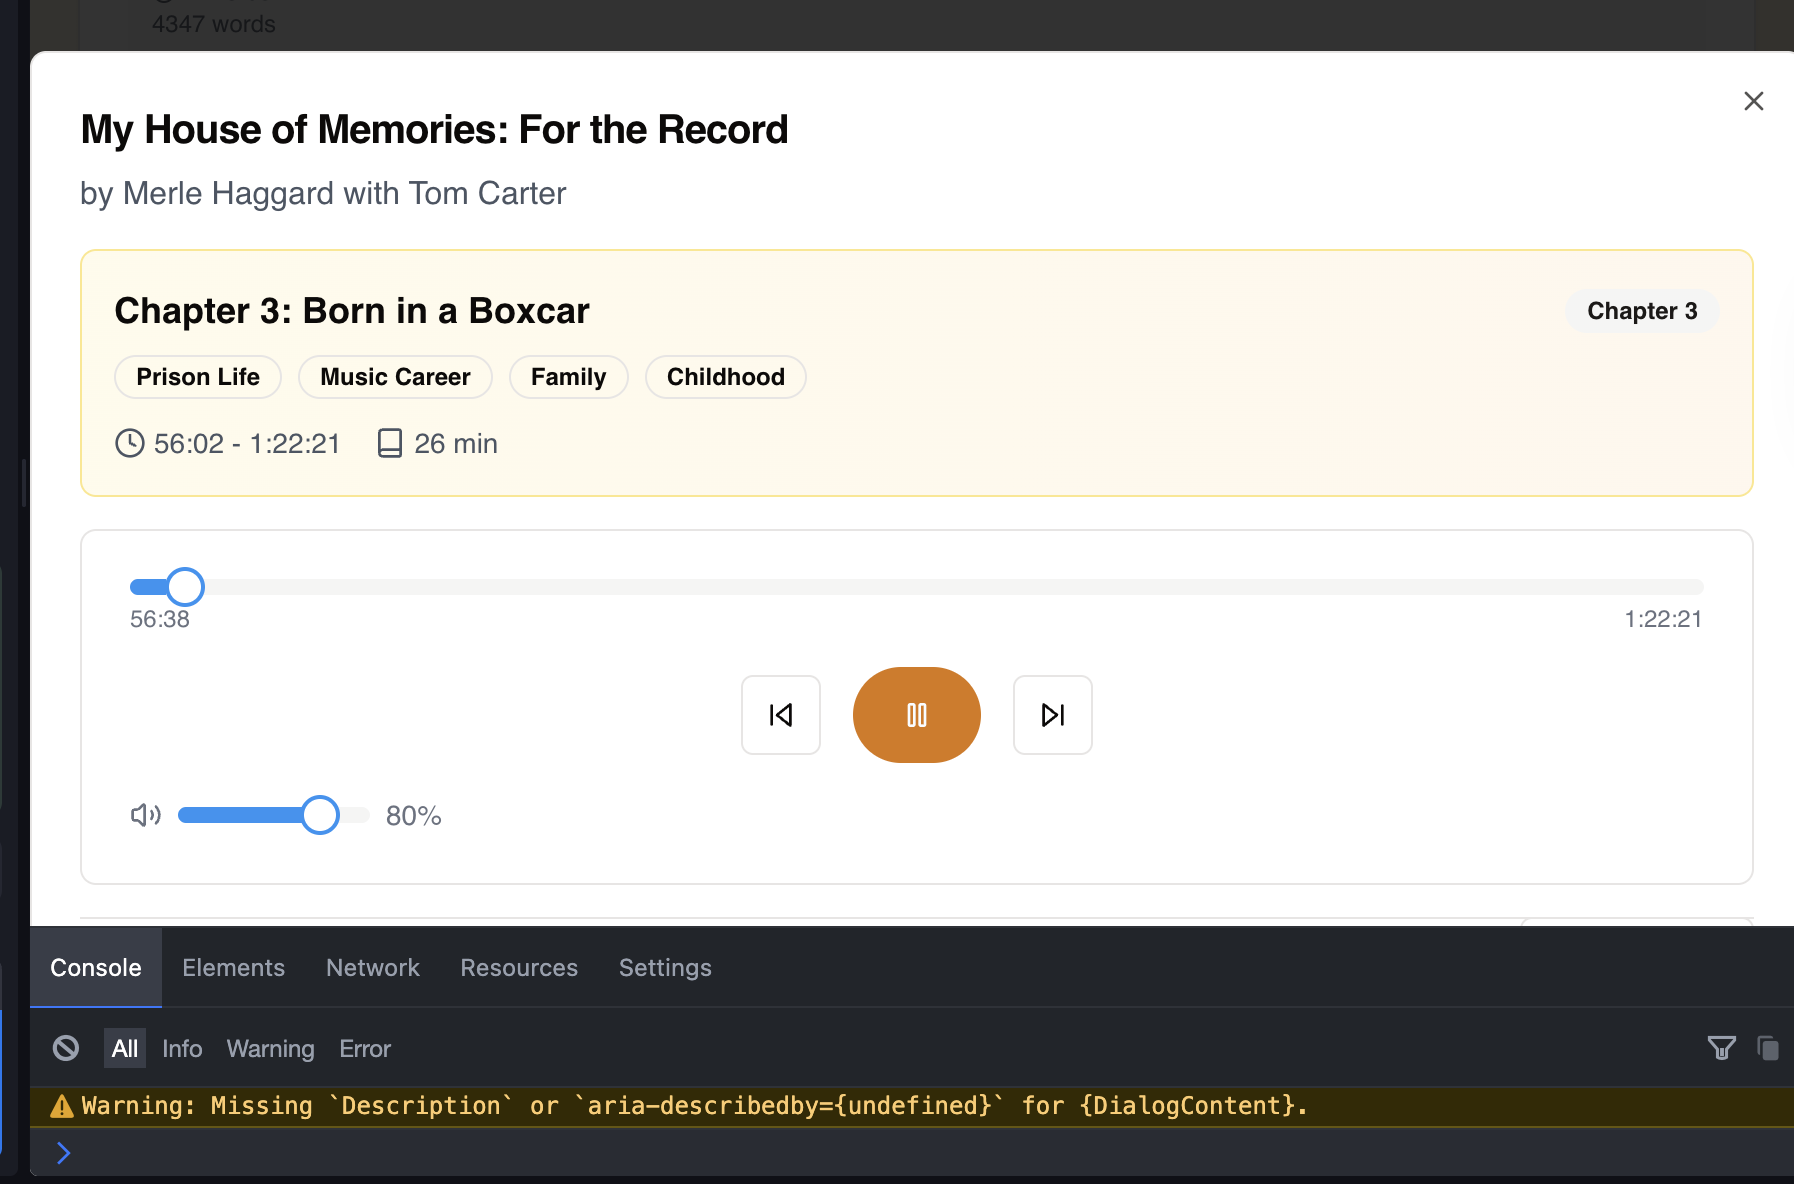 4347 words
My House of Memories: For the Record
by Merle Haggard with Tom Carter
Chapter 3: Born in a Boxcar
Chapter 3
Prison Life
Music Career
Family
Childhood
56:02 - 1:22:21
26 min
56:38
1:22:21
80%
Console
Elements
Network
Resources
Settings
All
Info
Warning
Error
Warning: Missing `Description` or `aria-describedby={undefined}` for {DialogContent}.